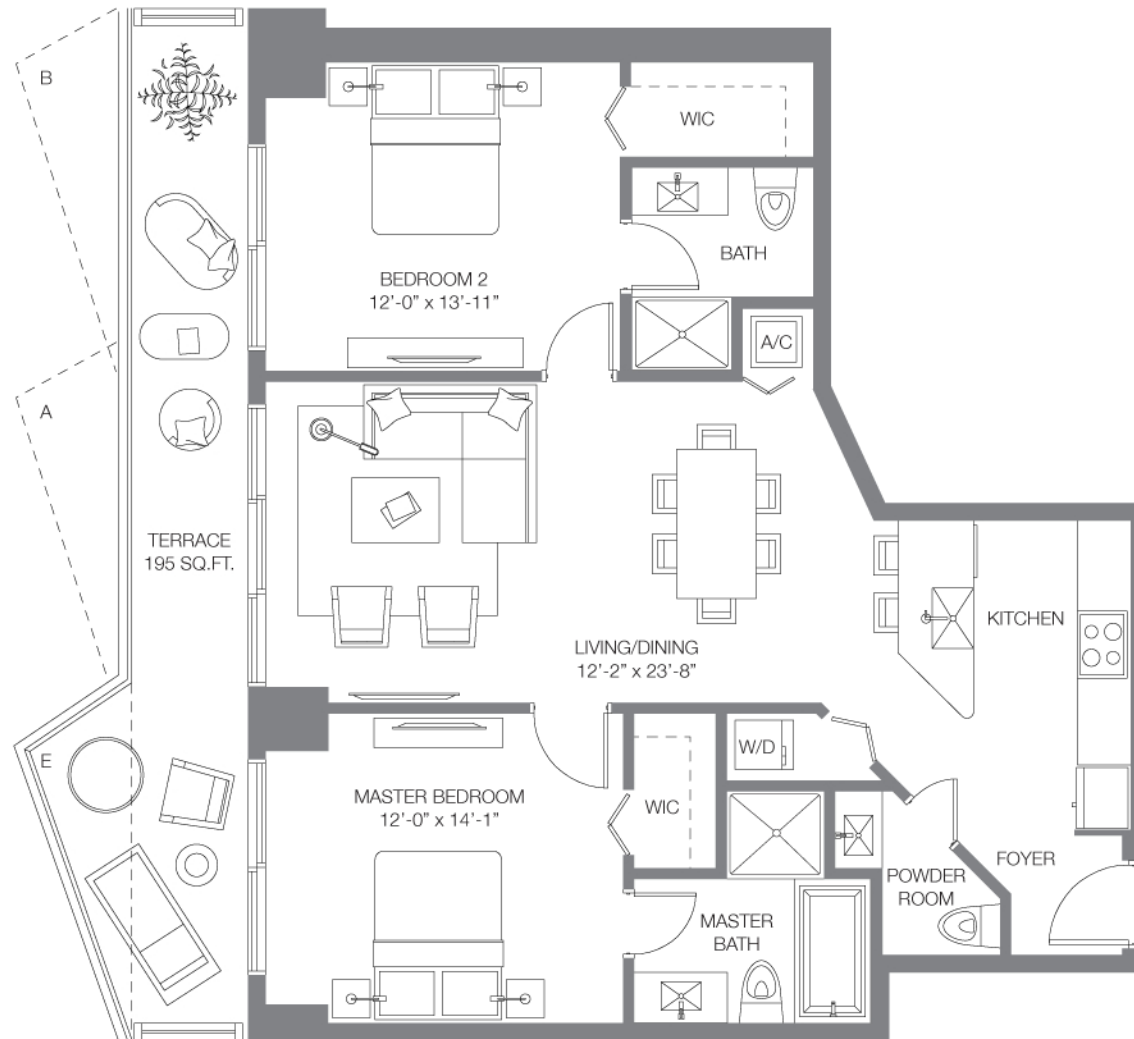 B
WIC
BATH
BEDROOM 2
12'-0" x 13'-11"
A/C
A
TERRACE
195 SQ.FT.
KITCHEN
LIVING/DINING
12'-2" x 23'-8"
W/D
E
MASTER BEDROOM
12'-0" x 14'-1"
WIC
FOYER
POWDER
ROOM
MASTER
BATH